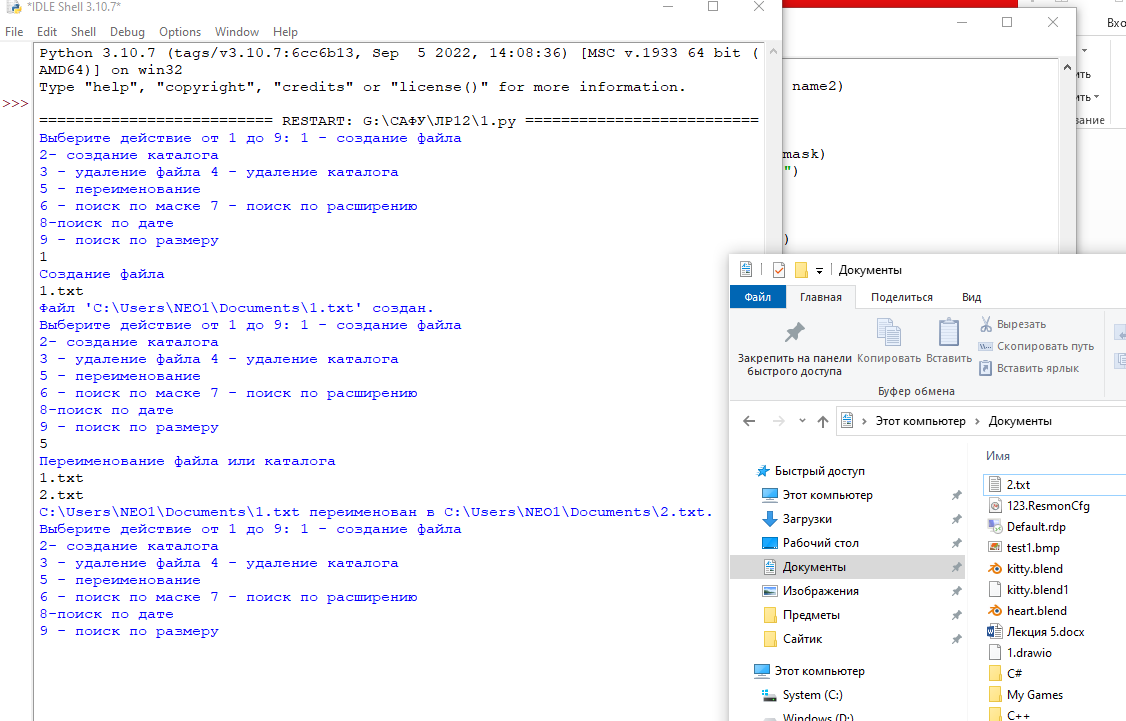 *IDLE Shell 3.10.7*
File Edit Shell Debug Options Window Help
Python 3.10.7 (tags/v3.10.7:6cc6b13, Sep  5 2022, 14:08:36) [MSC v.1933 64 bit (
AMD64)] on win32
Type "help", "copyright", "credits" or "license()" for more information.
>>>
========================== RESTART: G:\САФУ\ЛР12\1.py ==========================
Выберите действие от 1 до 9: 1 - создание файла
2- создание каталога
3 - удаление файла 4 - удаление каталога
5 - переименование
6 - поиск по маске 7 - поиск по расширению
8-поиск по дате
9 - поиск по размеру
1
Создание файла
1.txt
Файл 'C:\Users\NEO1\Documents\1.txt' создан.
Выберите действие от 1 до 9: 1 - создание файла
2- создание каталога
3 - удаление файла 4 - удаление каталога
5 - переименование
6 - поиск по маске 7 - поиск по расширению
8-поиск по дате
9 - поиск по размеру
5
Переименование файла или каталога
1.txt
2.txt
C:\Users\NEO1\Documents\1.txt переименован в C:\Users\NEO1\Documents\2.txt.
Выберите действие от 1 до 9: 1 - создание файла
2- создание каталога
3 - удаление файла 4 - удаление каталога
5 - переименование
6 - поиск по маске 7 - поиск по расширению
8-поиск по дате
9 - поиск по размеру
name2)
mask)
")
)
Вхо
ить
ить
вание
Документы
Файл Главная Поделиться Вид
Закрепить на панели
быстрого доступа
Копировать
Вставить
Вырезать
Скопировать путь
Вставить ярлык
Буфер обмена
Этот компьютер > Документы
Быстрый доступ
Этот компьютер
Загрузки
Рабочий стол
Документы
Изображения
Предметы
Сайтик
Этот компьютер
System (C:)
Windows (D:)
Имя
2.txt
123.ResmonCfg
Default.rdp
test1.bmp
kitty.blend
kitty.blend1
heart.blend
Лекция 5.docx
1.drawio
C#
My Games
C++